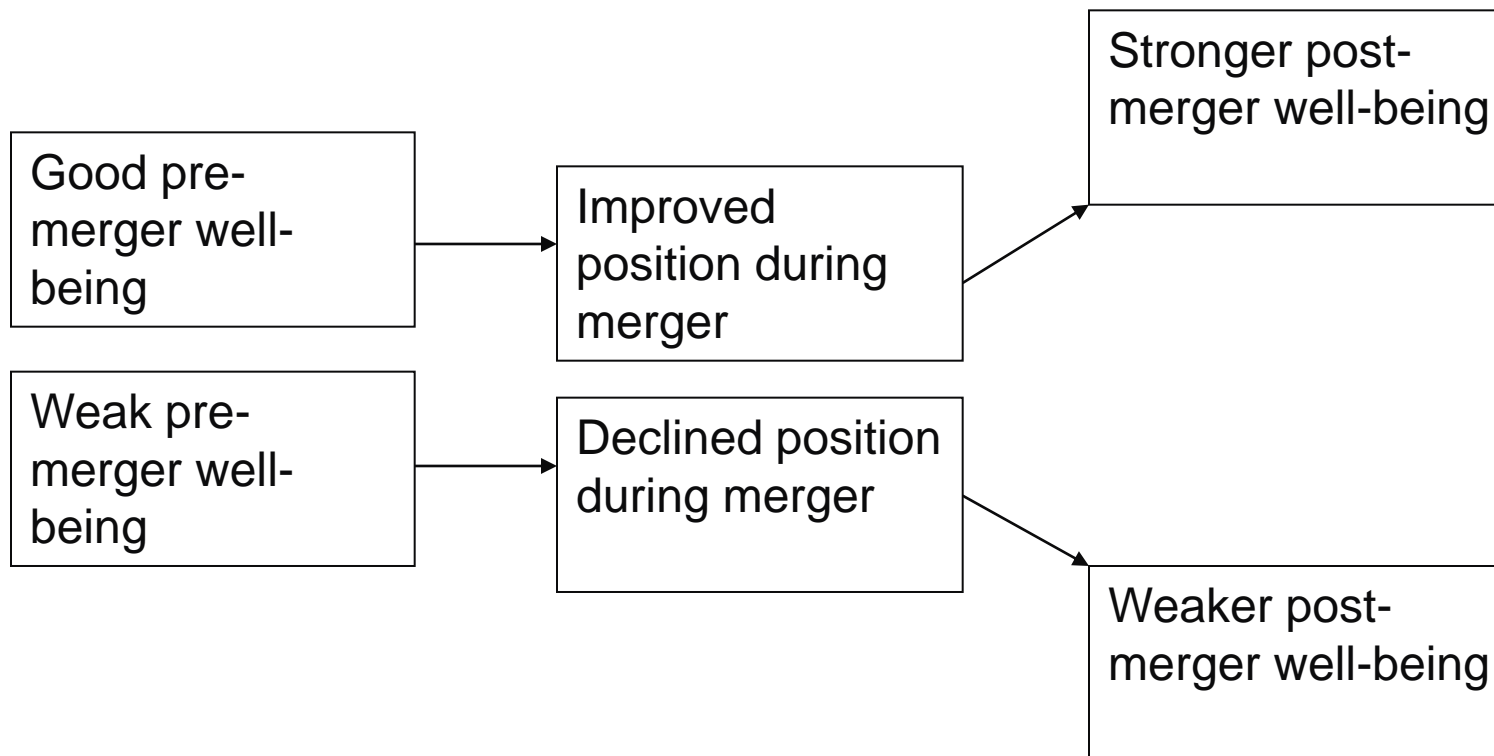 Good pre-
merger well-
being
Improved
position during
merger
Stronger post-
merger well-being
Weak pre-
merger well-
being
Declined position
during merger
Weaker post-
merger well-being